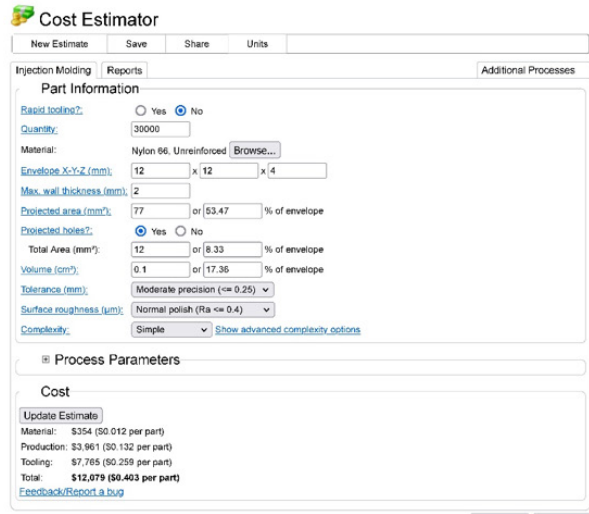 Cost Estimator
New Estimate Save Share Units
Injection Molding Reports Additional Processes
Part Information
Rapid tooling?: Yes No
Quantity: 30000
Material: Nylon 66, Unreinforced Browse...
Envelope X-Y-Z (mm): 12 x 12 x 4
Max. wall thickness (mm): 2
Projected area (mm²): 77 or 53.47 % of envelope
Projected holes?: Yes No
Total Area (mm²): 12 or 8.33 % of envelope
Volume (cm³): 0.1 or 17.36 % of envelope
Tolerance (mm): Moderate precision (<= 0.25)
Surface roughness (μm): Normal polish (Ra <= 0.4)
Complexity: Simple Show advanced complexity options
Process Parameters
Cost
Update Estimate
Material: $354 ($0.012 per part)
Production: $3,961 ($0.132 per part)
Tooling: $7,765 ($0.259 per part)
Total: $12,079 ($0.403 per part)
Feedback/Report a bug